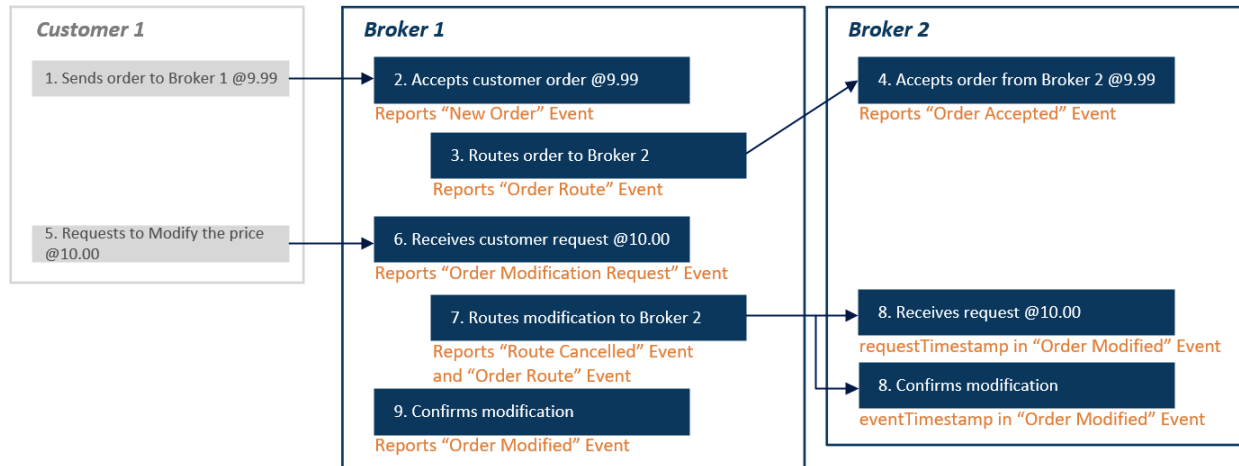 Customer 1
1. Sends order to Broker 1 @9.99
5. Requests to Modify the price
@10.00
Broker 1
2. Accepts customer order @9.99
Reports “New Order” Event
3. Routes order to Broker 2
Reports “Order Route” Event
6. Receives customer request @10.00
Reports “Order Modification Request” Event
7. Routes modification to Broker 2
Reports “Route Cancelled” Event
and “Order Route” Event
9. Confirms modification
Reports “Order Modified” Event
Broker 2
4. Accepts order from Broker 2 @9.99
Reports “Order Accepted” Event
8. Receives request @10.00
requestTimestamp in “Order Modified” Event
8. Confirms modification
eventTimestamp in “Order Modified” Event